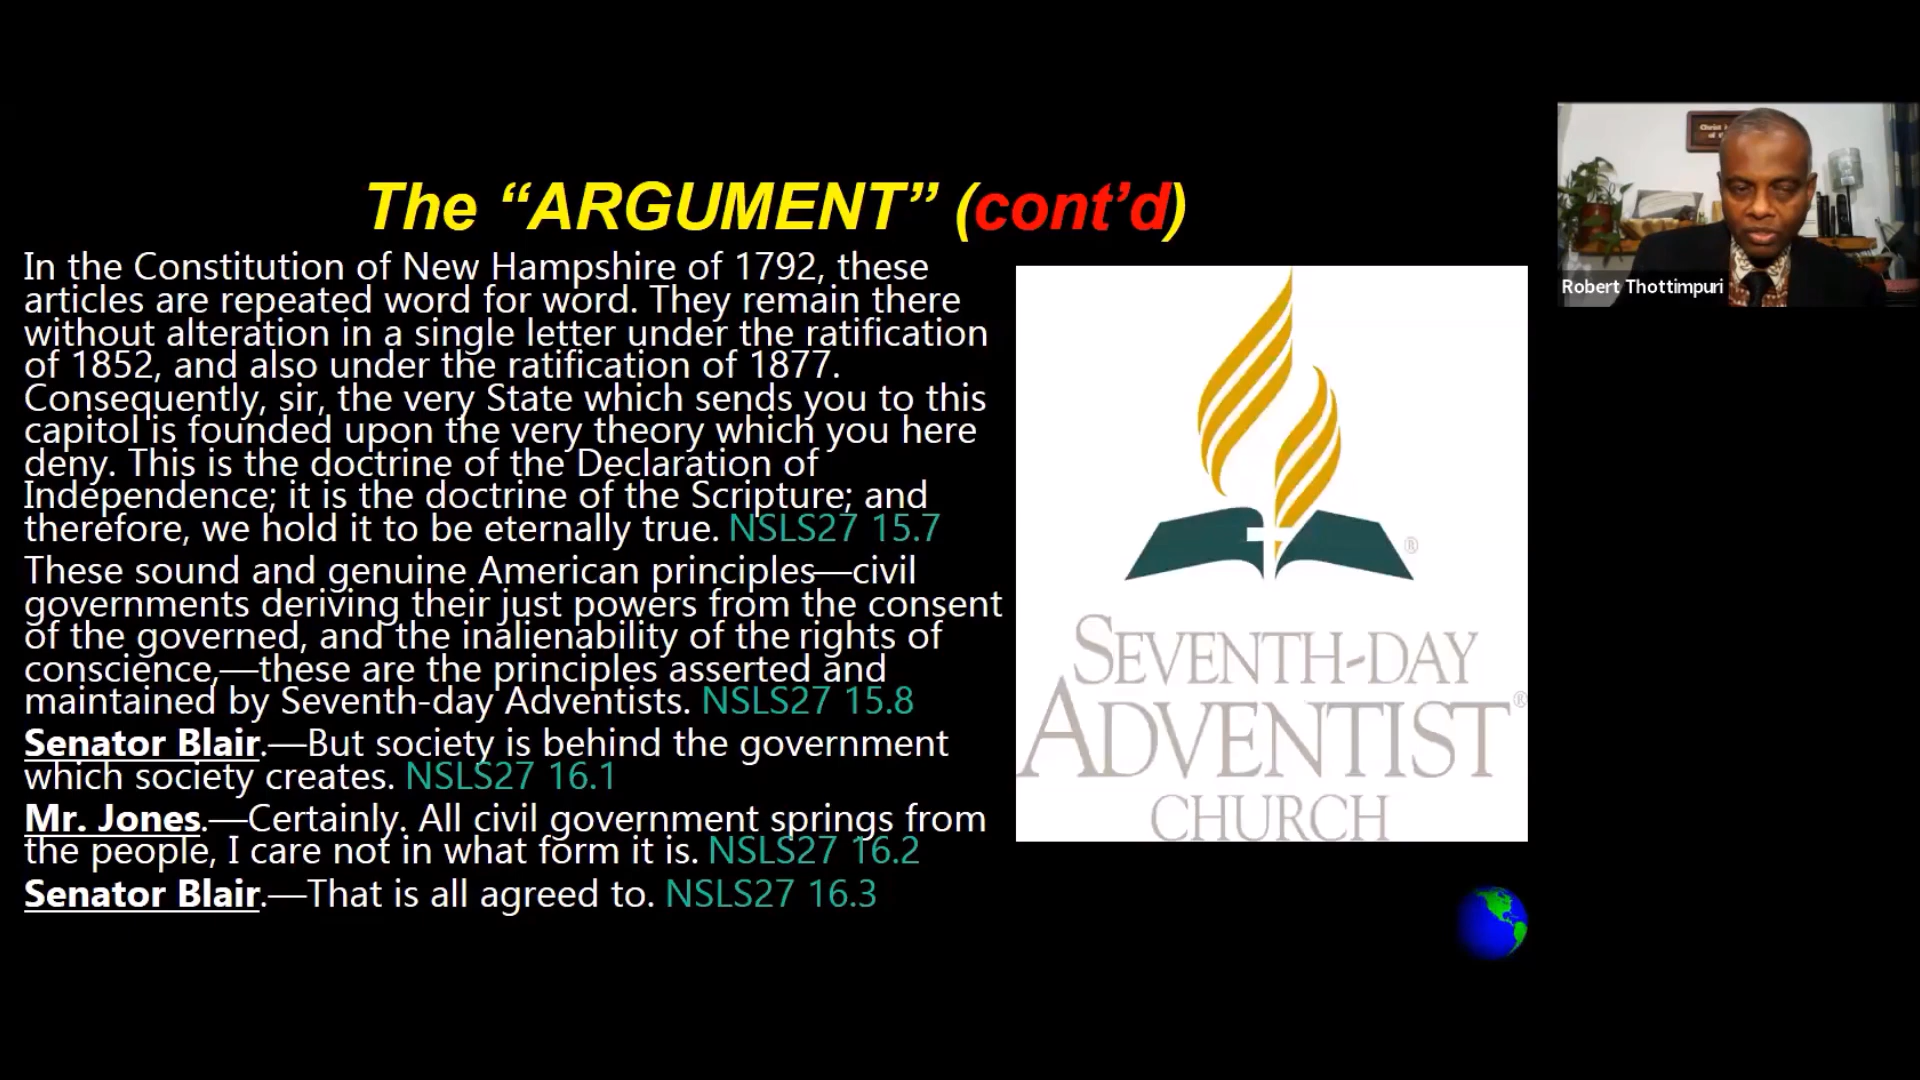 The “ARGUMENT” (cont’d)
In the Constitution of New Hampshire of 1792, these
articles are repeated word for word. They remain there
without alteration in a single letter under the ratification
of 1852, and also under the ratification of 1877.
Consequently, sir, the very State which sends you to this
capitol is founded upon the very theory which you here
deny. This is the doctrine of the Declaration of
Independence; it is the doctrine of the Scripture; and
therefore, we hold it to be eternally true. NSLS27 15.7
These sound and genuine American principles—civil
governments deriving their just powers from the consent
of the governed, and the inalienability of the rights of
conscience,—these are the principles asserted and
maintained by Seventh-day Adventists. NSLS27 15.8
Senator Blair.—But society is behind the government
which society creates. NSLS27 16.1
Mr. Jones.—Certainly. All civil government springs from
the people, I care not in what form it is. NSLS27 16.2
Senator Blair.—That is all agreed to. NSLS27 16.3
®
SEVENTH-DAY
ADVENTIST®
CHURCH
Christ
of
Robert Thottimpuri